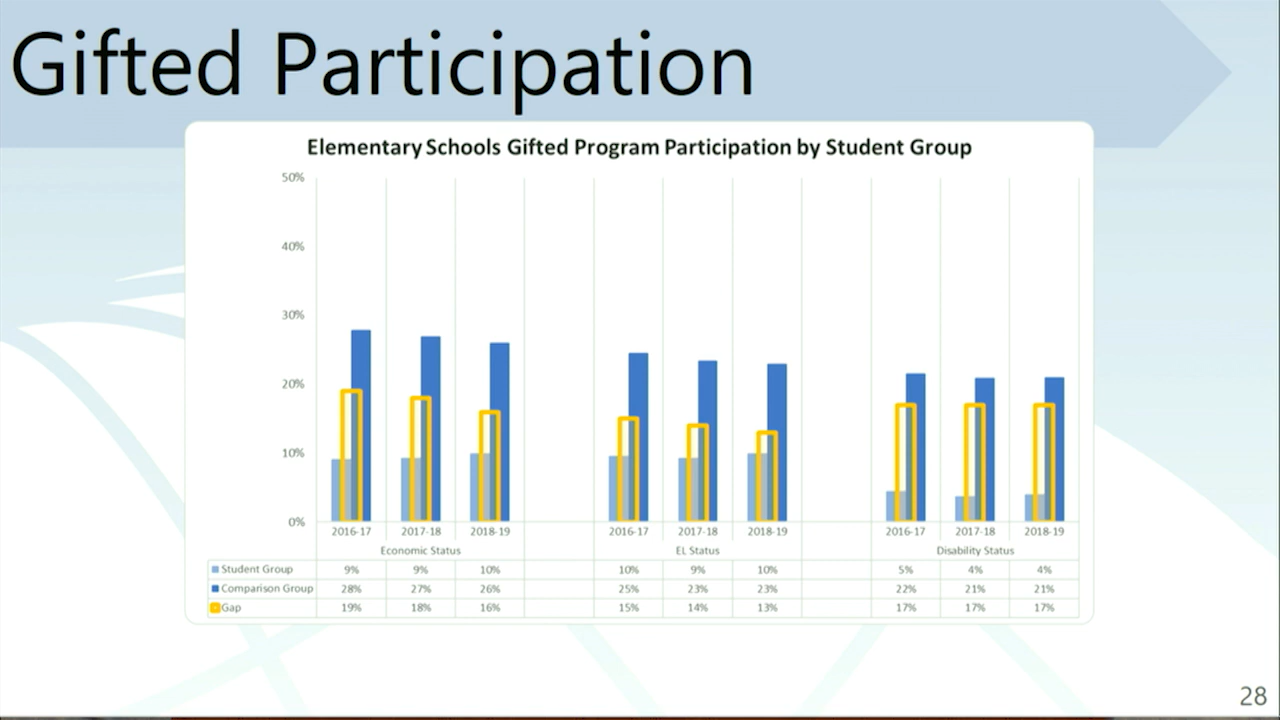 Gifted Participation
Elementary Schools Gifted Program Participation by Student Group
50%
40%
30%
20%
10%
0%
2016-17 2017-18 2018-19 2016-17 2017-18 2018-19 2016-17 2017-18 2018-19
Economic Status EL Status Disability Status
Student Group 9% 9% 10% 10% 9% 10% 5% 4% 4%
Comparison Group 28% 27% 26% 25% 23% 23% 22% 21% 21%
Gap 19% 18% 16% 15% 14% 13% 17% 17% 17%
28